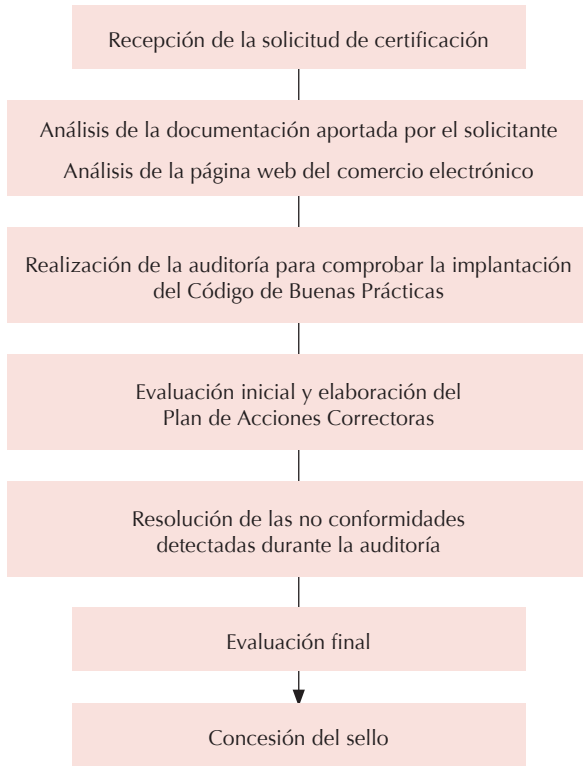 Recepción de la solicitud de certificación
Análisis de la documentación aportada por el solicitante
Análisis de la página web del comercio electrónico
Realización de la auditoría para comprobar la implantación
del Código de Buenas Prácticas
Evaluación inicial y elaboración del
Plan de Acciones Correctoras
Resolución de las no conformidades
detectadas durante la auditoría
Evaluación final
Concesión del sello